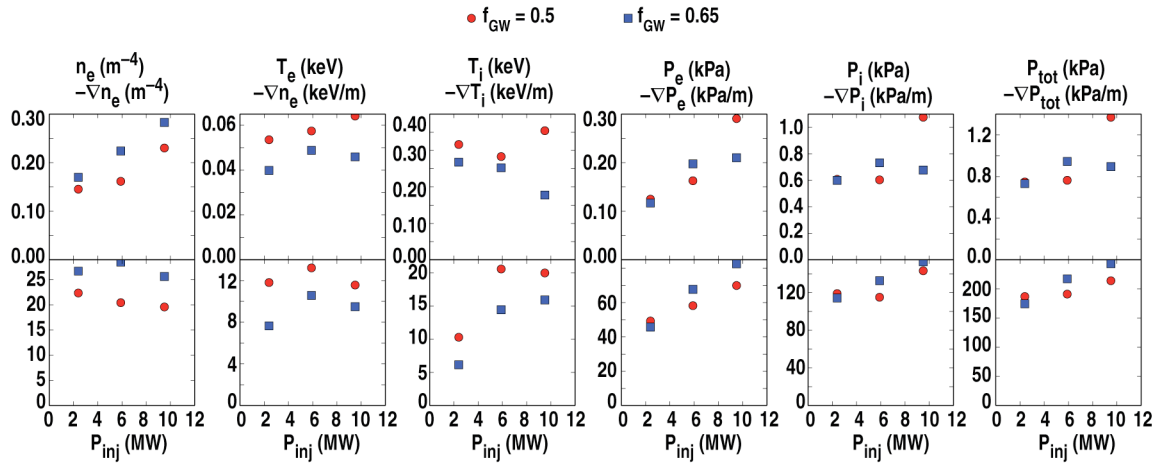 f_GW = 0.5 f_GW = 0.65
n_e (m⁻⁴)
−∇n_e (m⁻⁴)
T_e (keV)
−∇n_e (keV/m)
T_i (keV)
−∇T_i (keV/m)
P_e (kPa)
−∇P_e (kPa/m)
P_i (kPa)
−∇P_i (kPa/m)
P_tot (kPa)
−∇P_tot (kPa/m)
0.30
0.20
0.10
0.00
25
20
15
10
5
0
0 2 4 6 8 10 12
P_inj (MW)
0.06
0.04
0.02
0.00
12
8
4
0
0 2 4 6 8 10 12
P_inj (MW)
0.40
0.30
0.20
0.10
0.00
20
15
10
5
0
0 2 4 6 8 10 12
P_inj (MW)
0.30
0.20
0.10
0.00
80
60
40
20
0
0 2 4 6 8 10 12
P_inj (MW)
1.0
0.8
0.6
0.4
0.2
0.0
120
80
40
0
0 2 4 6 8 10 12
P_inj (MW)
1.2
0.8
0.4
0.0
200
150
100
50
0
0 2 4 6 8 10 12
P_inj (MW)